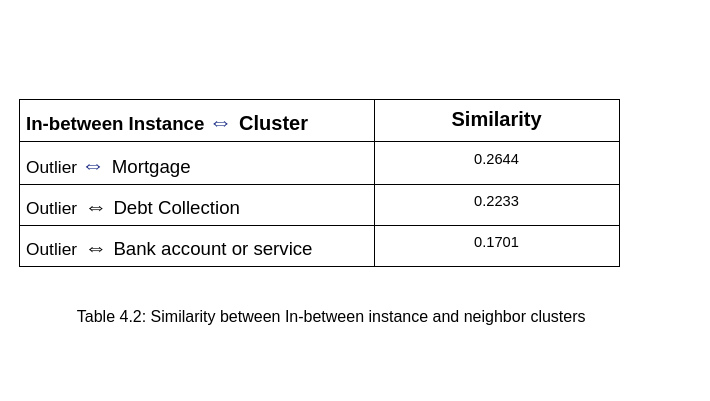 In-between Instance ⇔ Cluster Similarity
Outlier ⇔ Mortgage 0.2644
Outlier ⇔ Debt Collection 0.2233
Outlier ⇔ Bank account or service 0.1701
Table 4.2: Similarity between In-between instance and neighbor clusters